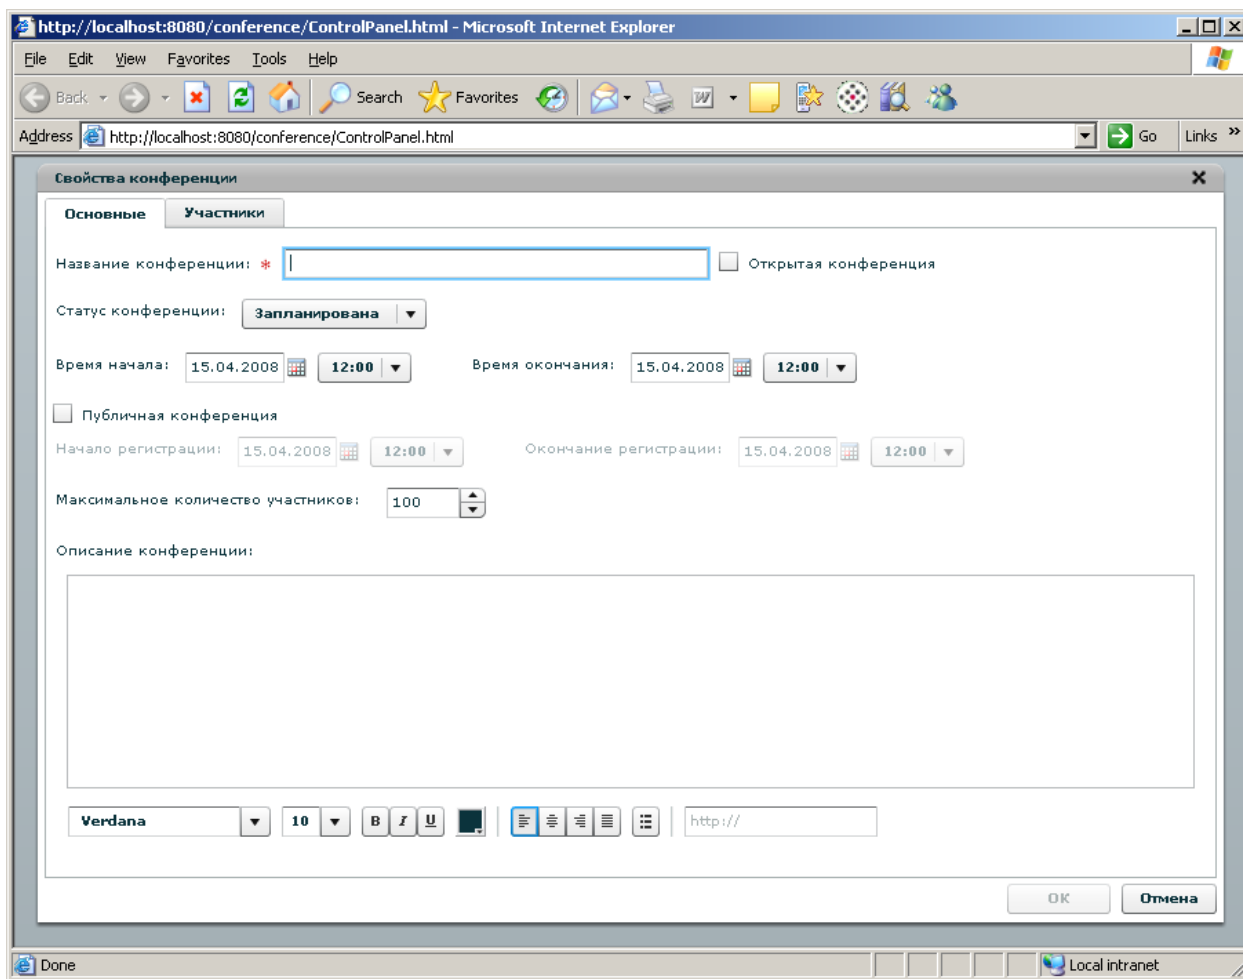 http://localhost:8080/conference/ControlPanel.html - Microsoft Internet Explorer
File Edit View Favorites Tools Help
Back Search Favorites
Address http://localhost:8080/conference/ControlPanel.html Go Links »
Свойства конференции
Основные Участники
Название конференции: * Открытая конференция
Статус конференции: Запланирована
Время начала: 15.04.2008 12:00 Время окончания: 15.04.2008 12:00
Публичная конференция
Начало регистрации: 15.04.2008 12:00 Окончание регистрации: 15.04.2008 12:00
Максимальное количество участников: 100
Описание конференции:
Verdana 10 B I U http://
OK Отмена
Done Local intranet